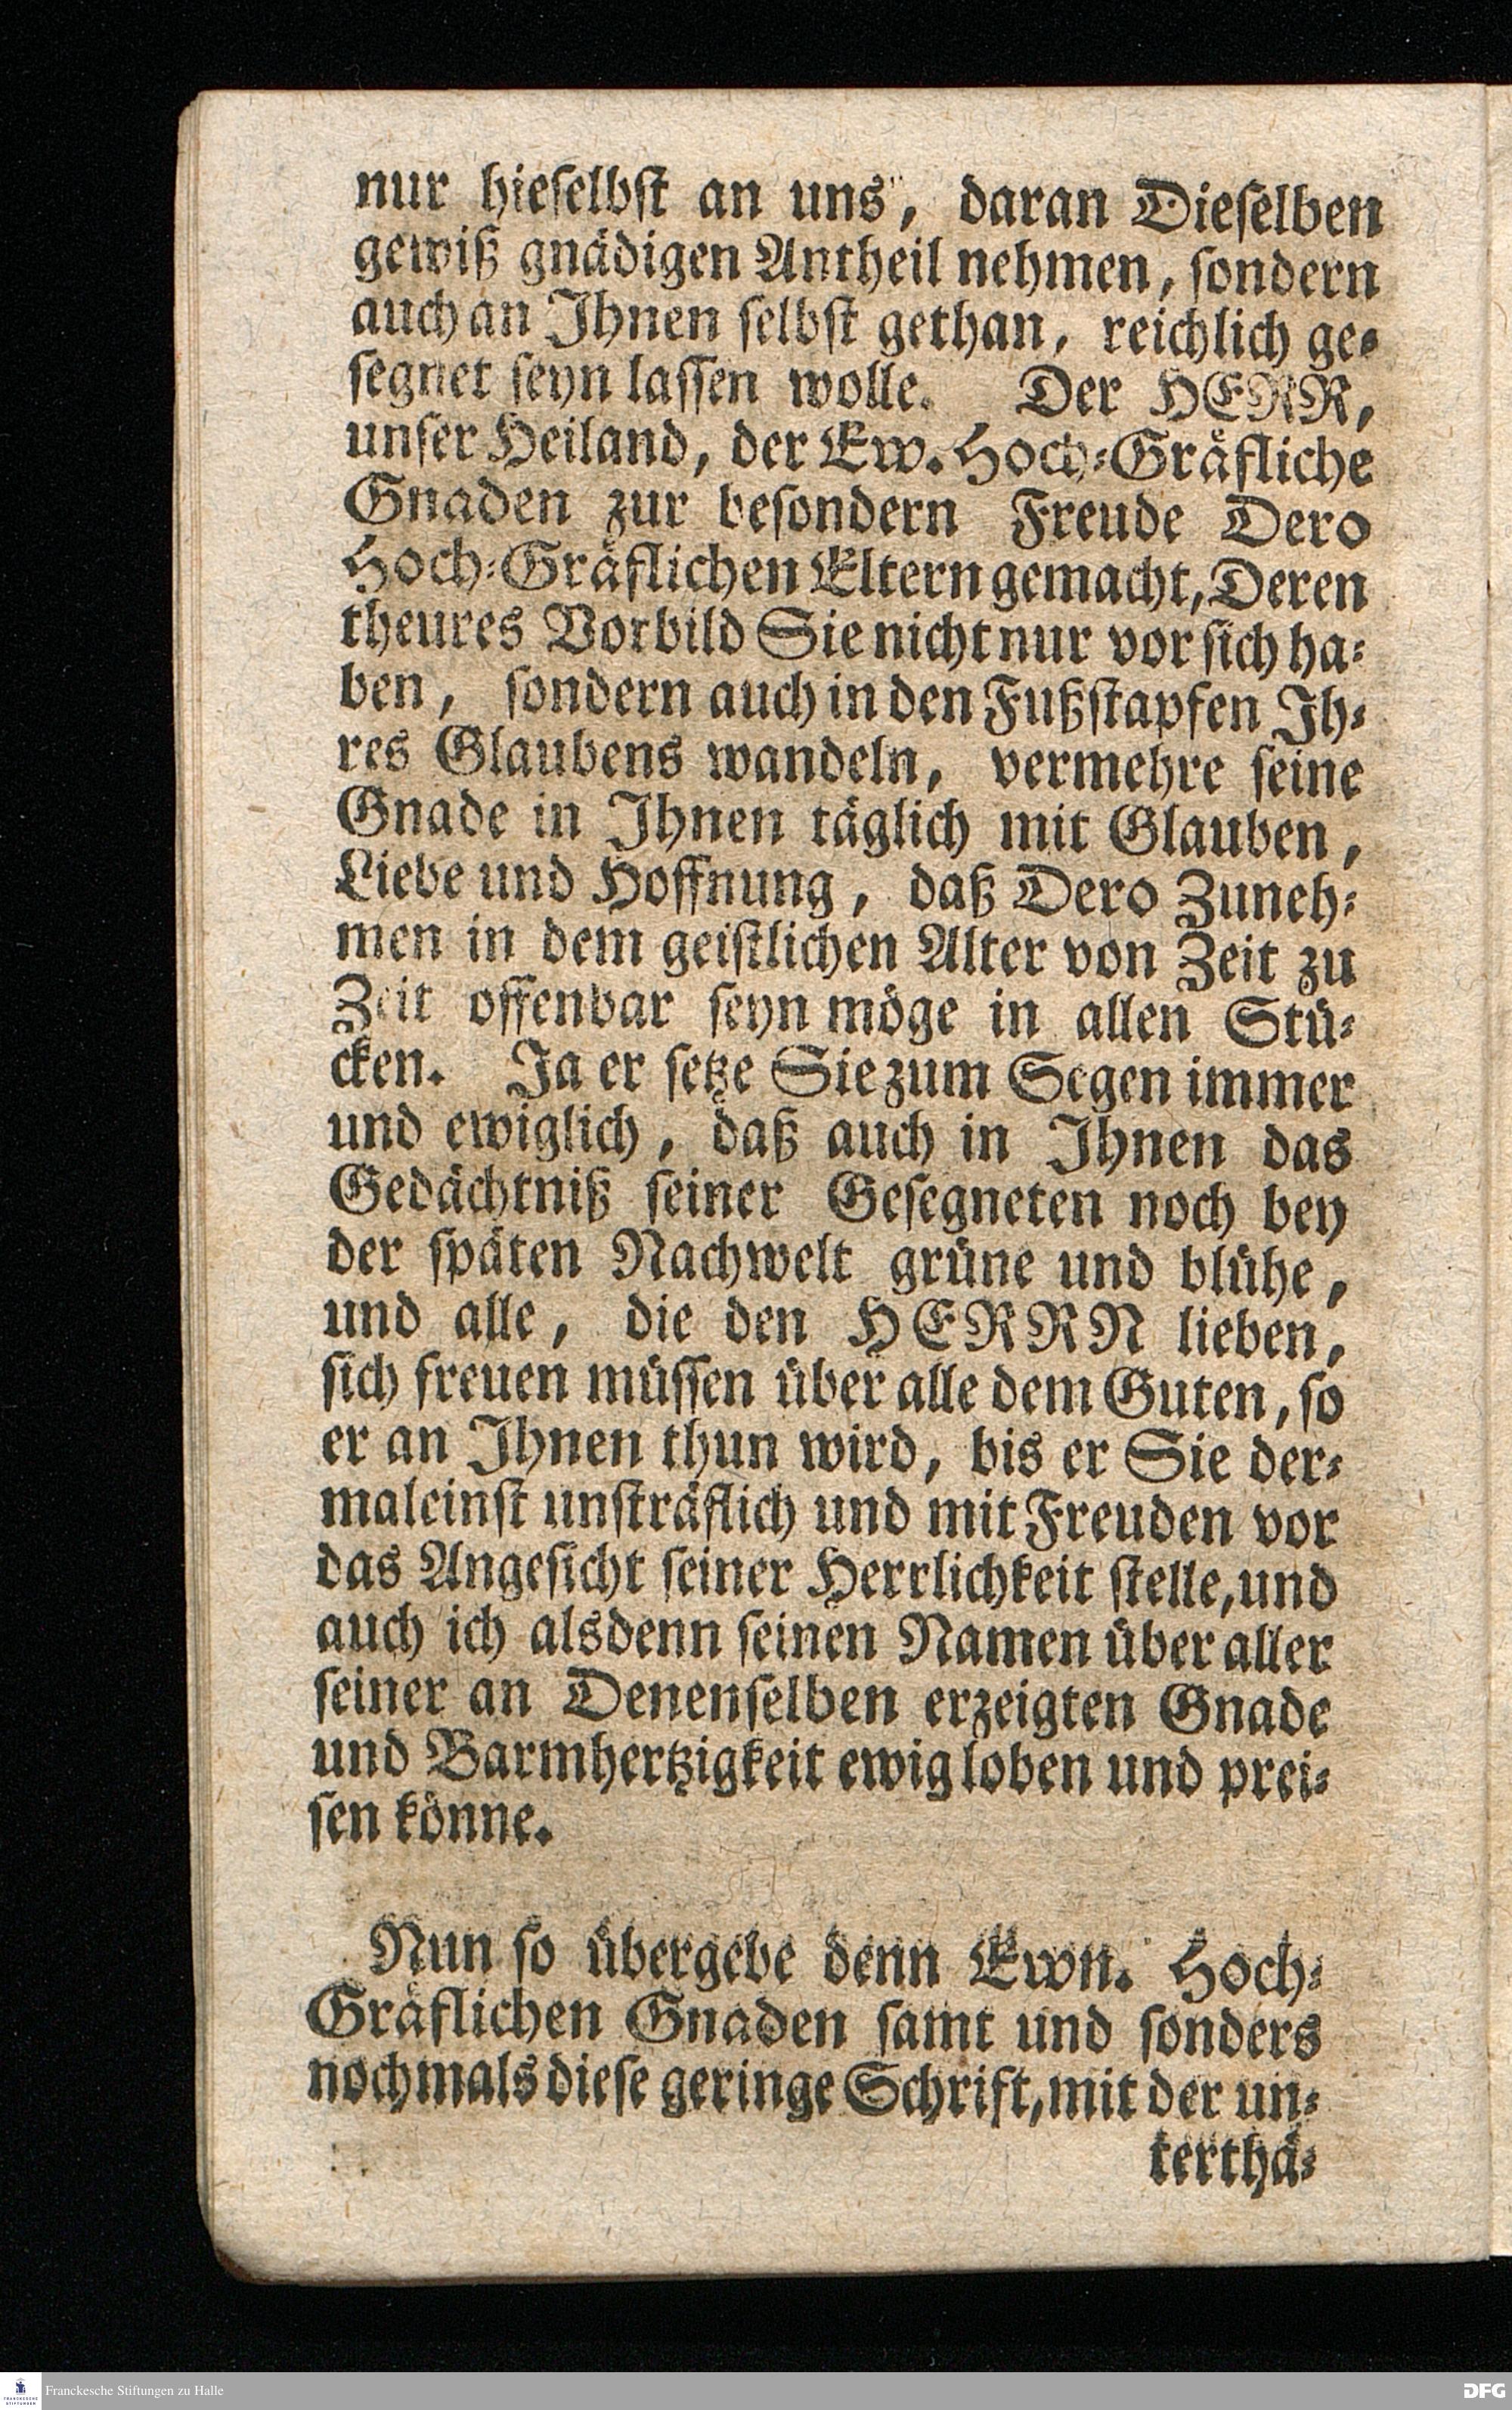 nur hieſelbſt an uns, daran Dieſelben
gewiß gnädigen Antheil nehmen, ſondern
auch an Ihnen ſelbſt gethan, reichlich ge⸗
ſegnet ſeyn laſſen wolle. Der HERR,
unſer Heiland, der Ew. Hoch⸗Gräfliche
Gnaden zur beſondern Freude Dero
Hoch⸗Gräflichen Eltern gemacht, Deren
theures Vorbild Sie nicht nur vor ſich ha⸗
ben, ſondern auch in den Fußſtapfen Ih⸗
res Glaubens wandeln, vermehre ſeine
Gnade in Ihnen täglich mit Glauben,
Liebe und Hoffnung, daß Dero Zuneh⸗
men in dem geiſtlichen Alter von Zeit zu
Zeit offenbar ſeyn möge in allen Stü⸗
cken. Ja er ſetze Sie zum Segen immer
und ewiglich, daß auch in Ihnen das
Gedächtniß ſeiner Geſegneten noch bey
der ſpäten Nachwelt grüne und blühe,
und alle, die den HERRN lieben,
ſich freuen müſſen über alle dem Guten, ſo
er an Ihnen thun wird, bis er Sie der⸗
maleinſt unſträflich und mit Freuden vor
das Angeſicht ſeiner Herrlichkeit ſtelle, und
auch ich alsdenn ſeinen Namen über aller
ſeiner an Denenſelben erzeigten Gnade
und Barmhertzigkeit ewig loben und prei⸗
ſen könne.
Nun ſo übergebe denn Ewn. Hoch⸗
Gräflichen Gnaden ſamt und ſonders
nochmals dieſe geringe Schrift, mit der un⸗
terthä⸗
Franckesche Stiftungen zu Halle
DFG